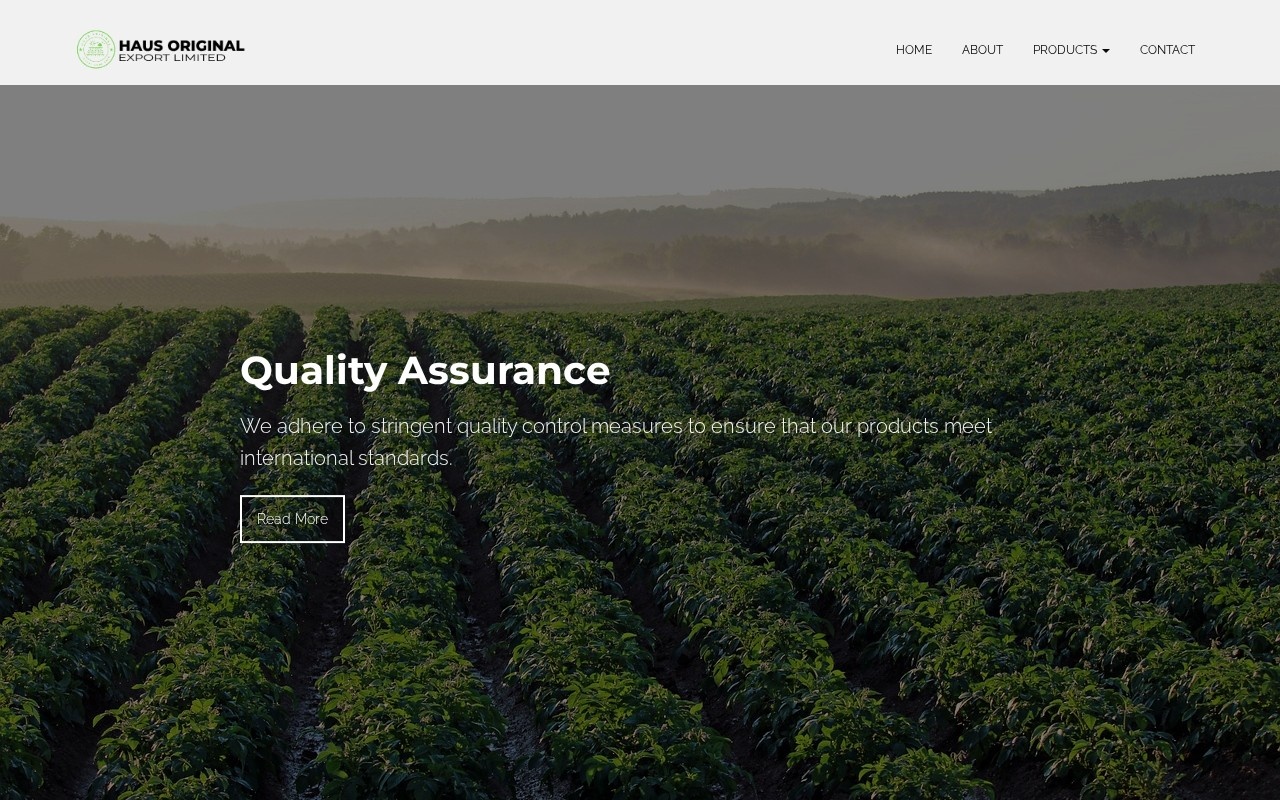 HAUS ORIGINAL
EXPORT LIMITED
HOME
ABOUT
PRODUCTS
CONTACT
Quality Assurance
We adhere to stringent quality control measures to ensure that our products meet
international standards.
Read More